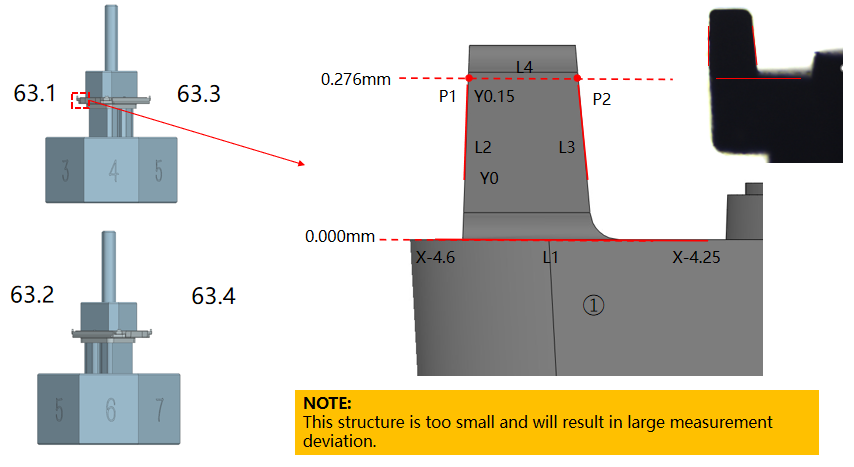 63.1
63.3
3
4
5
63.2
63.4
5
6
7
0.276mm
L4
P1
Y0.15
P2
L2
L3
Y0
0.000mm
X-4.6
L1
X-4.25
①
NOTE:
This structure is too small and will result in large measurement
deviation.